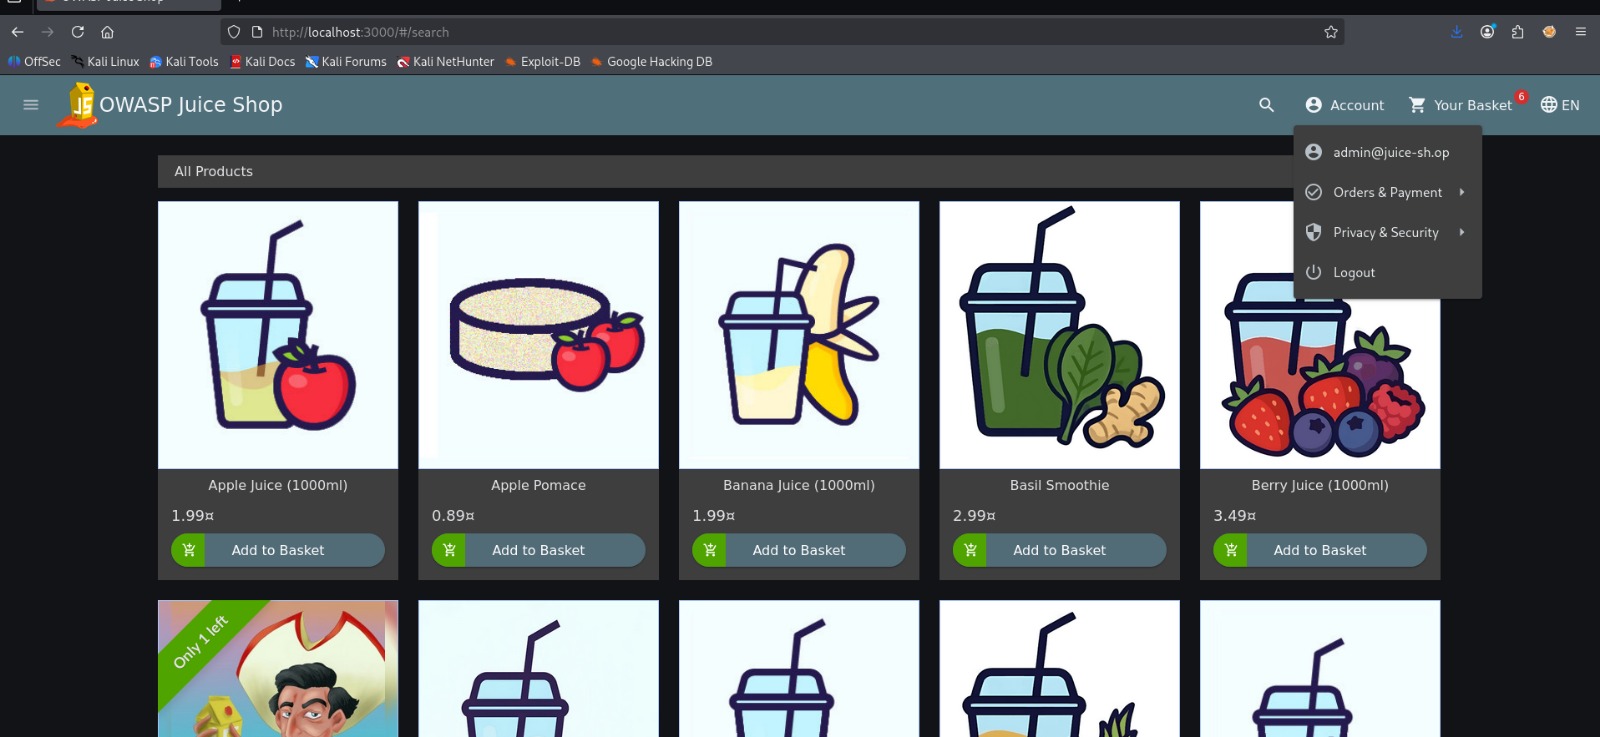 OWASP Juice Shop
http://localhost:3000/#/search
OffSec Kali Linux Kali Tools Kali Docs Kali Forums Kali NetHunter Exploit-DB Google Hacking DB
JS OWASP Juice Shop Account Your Basket 6 EN
admin@juice-sh.op
Orders & Payment
Privacy & Security
Logout
All Products
Apple Juice (1000ml) Apple Pomace Banana Juice (1000ml) Basil Smoothie Berry Juice (1000ml)
1.99¤ 0.89¤ 1.99¤ 2.99¤ 3.49¤
Add to Basket Add to Basket Add to Basket Add to Basket Add to Basket
Only 1 left